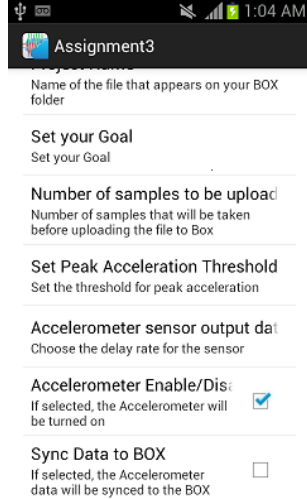 1:04 AM
Assignment3
Project Name
Name of the file that appears on your BOX
folder
Set your Goal
Set your Goal
Number of samples to be upload
Number of samples that will be taken
before uploading the file to Box
Set Peak Acceleration Threshold
Set the threshold for peak acceleration
Accelerometer sensor output dat
Choose the delay rate for the sensor
Accelerometer Enable/Disa
If selected, the Accelerometer will
be turned on
Sync Data to BOX
If selected, the Accelerometer
data will be synced to the BOX